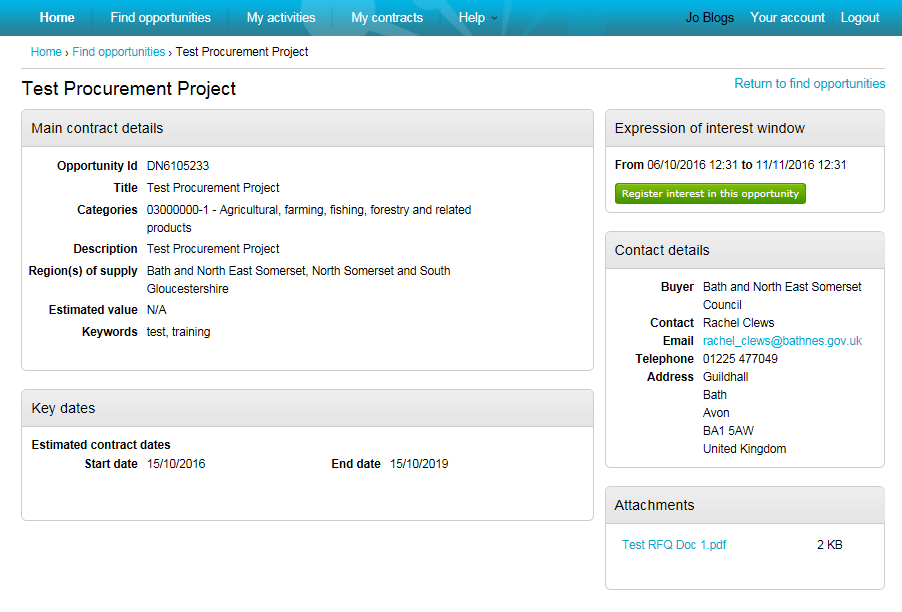 Home Find opportunities My activities My contracts Help Jo Blogs Your account Logout
Home › Find opportunities › Test Procurement Project
Test Procurement Project
Return to find opportunities
Main contract details
Opportunity Id DN6105233
Title Test Procurement Project
Categories 03000000-1 - Agricultural, farming, fishing, forestry and related
products
Description Test Procurement Project
Region(s) of supply Bath and North East Somerset, North Somerset and South
Gloucestershire
Estimated value N/A
Keywords test, training
Key dates
Estimated contract dates
Start date 15/10/2016 End date 15/10/2019
Expression of interest window
From 06/10/2016 12:31 to 11/11/2016 12:31
Register interest in this opportunity
Contact details
Buyer Bath and North East Somerset
Council
Contact Rachel Clews
Email rachel_clews@bathnes.gov.uk
Telephone 01225 477049
Address Guildhall
Bath
Avon
BA1 5AW
United Kingdom
Attachments
Test RFQ Doc 1.pdf 2 KB